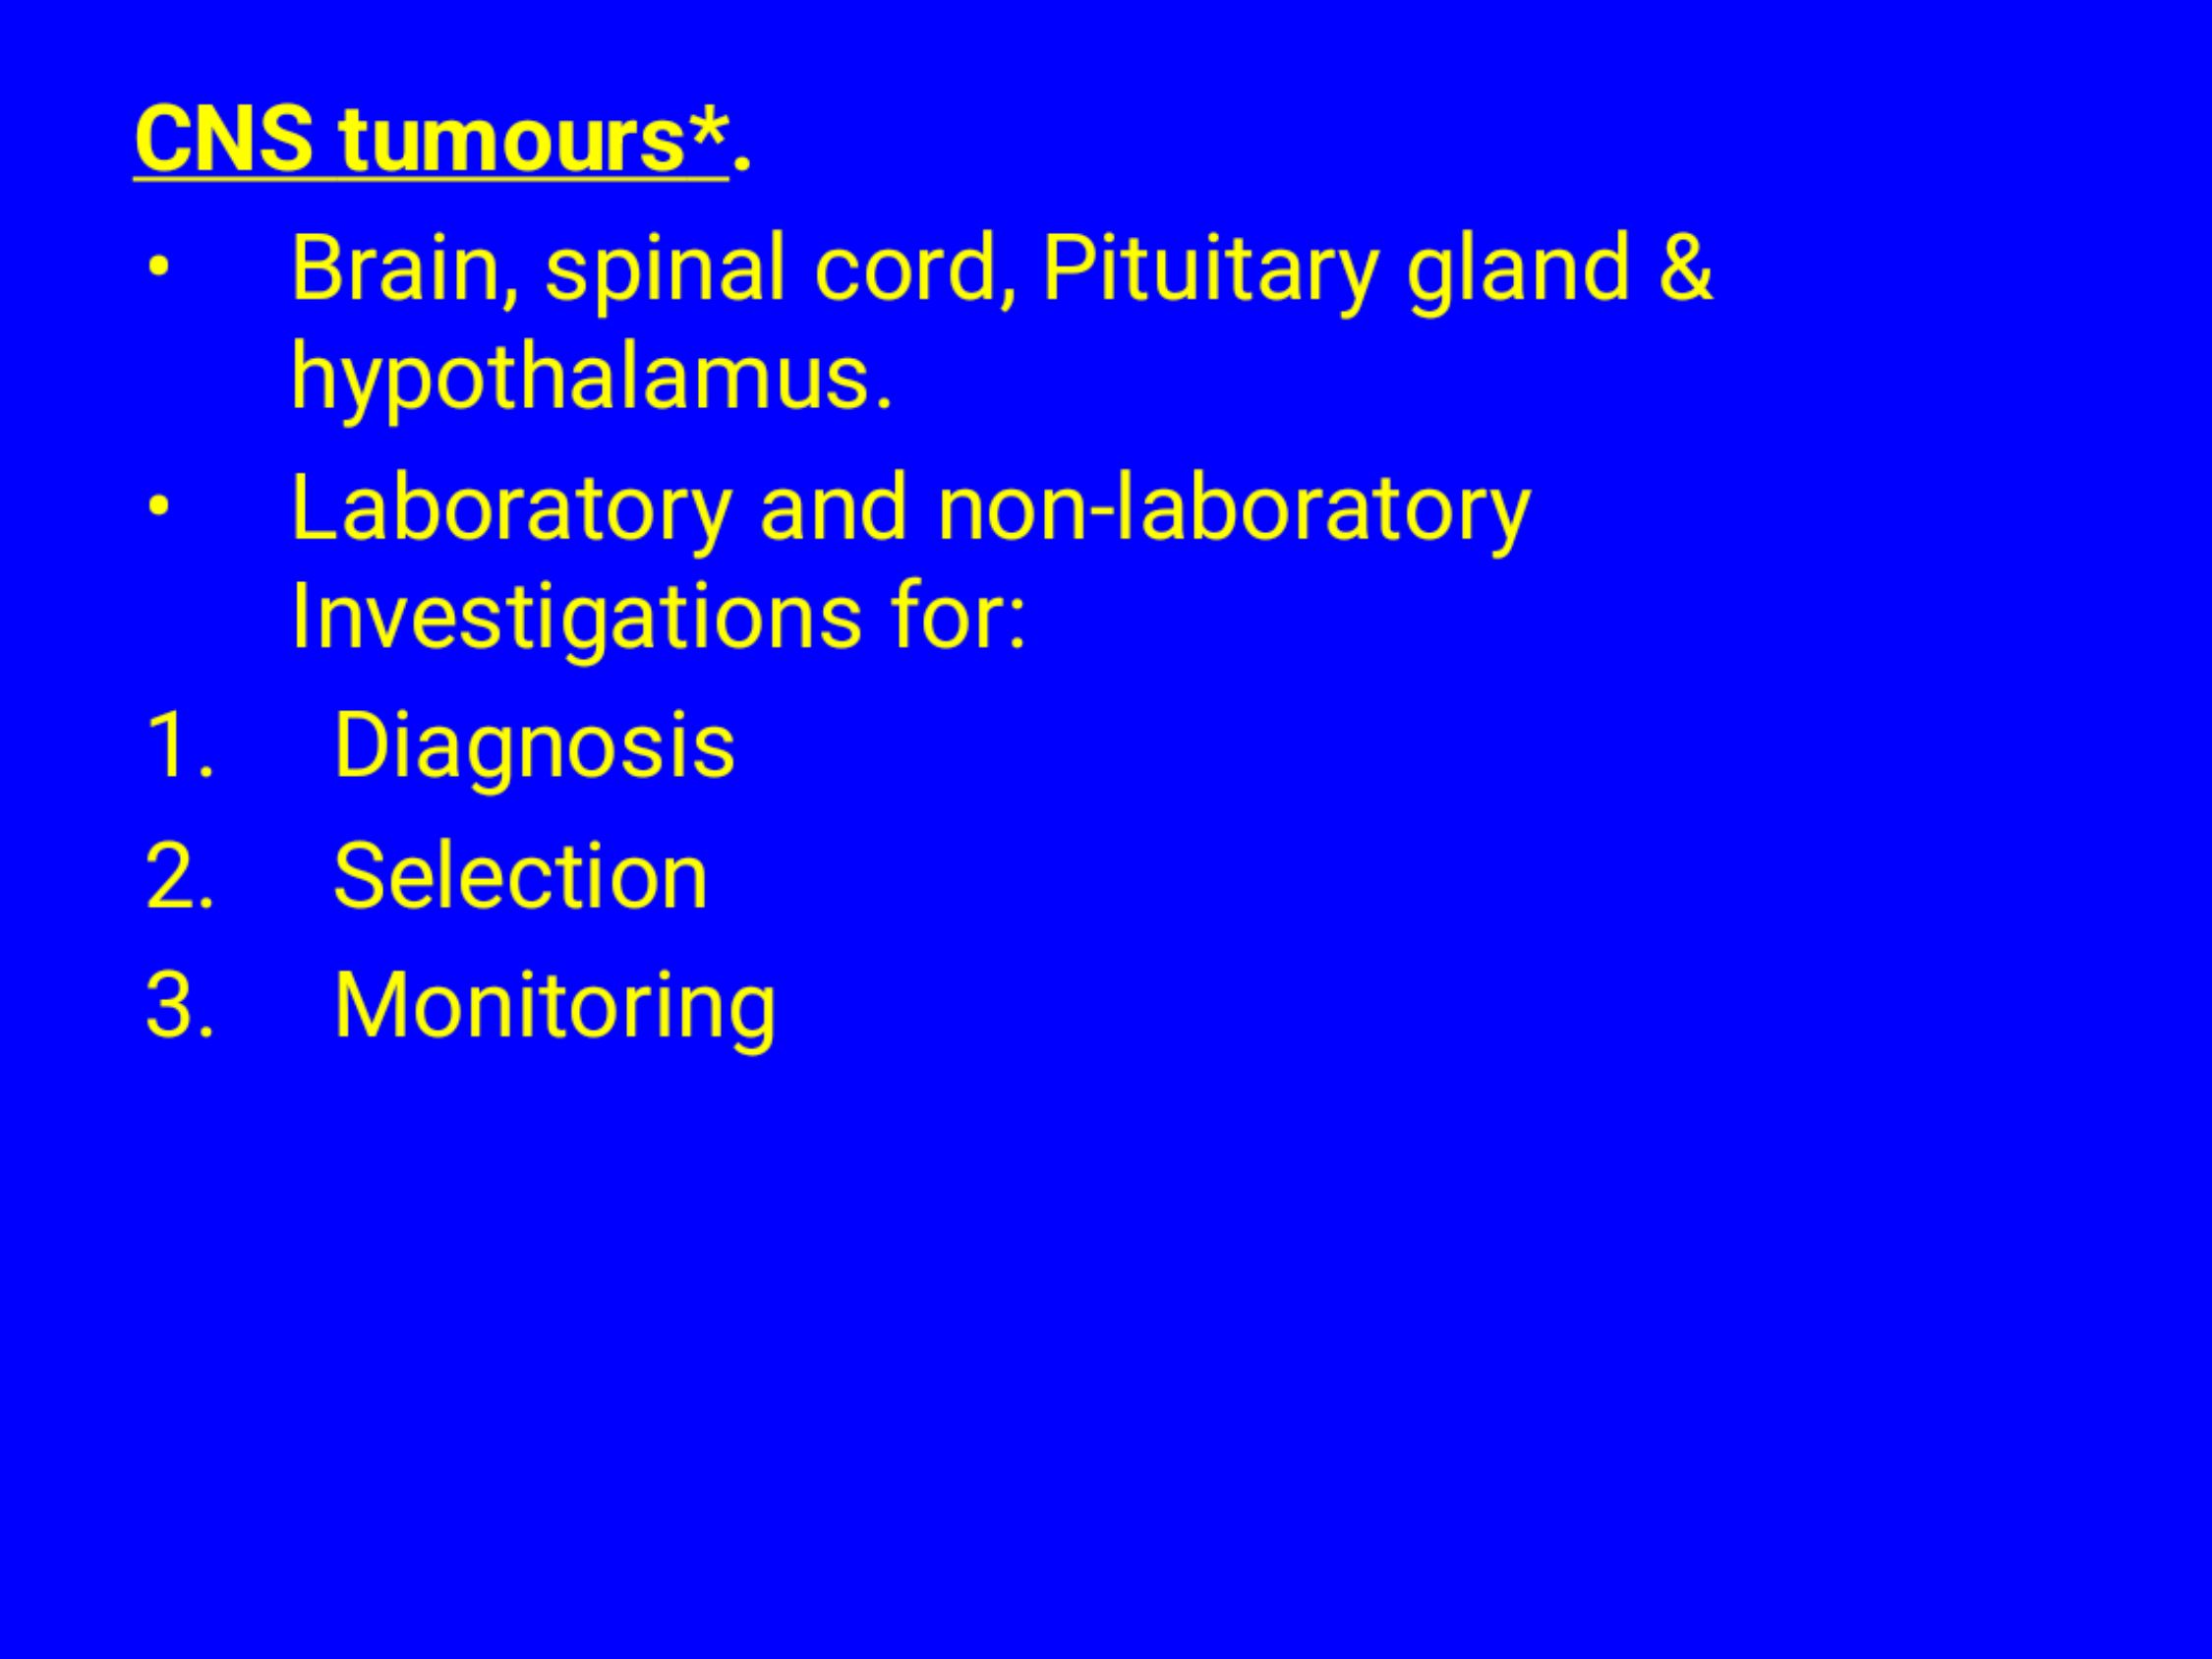 CNS tumours*.
• Brain, spinal cord, Pituitary gland &
hypothalamus.
• Laboratory and non-laboratory
Investigations for:
1. Diagnosis
2. Selection
3. Monitoring